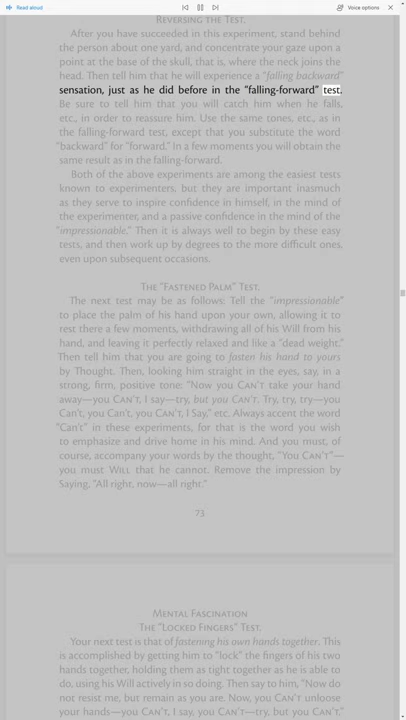 Read aloud
Voice options
Reversing the Test.
After you have succeeded in this experiment, stand behind
the person about one yard, and concentrate your gaze upon a
point at the base of the skull, that is, where the neck joins the
head. Then tell him that he will experience a “falling backward”
sensation, just as he did before in the “falling-forward” test.
Be sure to tell him that you will catch him when he falls,
etc., in order to reassure him. Use the same tones, etc., as in
the falling-forward test, except that you substitute the word
“backward” for “forward.” In a few moments you will obtain the
same result as in the falling-forward.
Both of the above experiments are among the easiest tests
known to experimenters, but they are important inasmuch
as they serve to inspire confidence in himself, in the mind of
the experimenter, and a passive confidence in the mind of the
“impressionable.” Then it is always well to begin by these easy
tests, and then work up by degrees to the more difficult ones,
even upon subsequent occasions.
The “Fastened Palm” Test.
The next test may be as follows: Tell the “impressionable”
to place the palm of his hand upon your own, allowing it to
rest there a few moments, withdrawing all of his Will from his
hand, and leaving it perfectly relaxed and like a “dead weight.”
Then tell him that you are going to fasten his hand to yours
by Thought. Then, looking him straight in the eyes, say, in a
strong, firm, positive tone: “Now you Can’t take your hand
away—you Can’t, I say—try, but you Can’t. Try, try, try—you
Can’t, you Can’t, you Can’t, I Say,” etc. Always accent the word
“Can’t” in these experiments, for that is the word you wish
to emphasize and drive home in his mind. And you must, of
course, accompany your words by the thought, “You Can’t”—
you must Will that he cannot. Remove the impression by
Saying, “All right, now—all right.”
73
Mental Fascination
The “Locked Fingers” Test.
Your next test is that of fastening his own hands together. This
is accomplished by getting him to “lock” the fingers of his two
hands together, holding them as tight together as he is able to
do, using his Will actively in so doing. Then say to him, “Now do
not resist me, but remain as you are. Now, you Can’t unloose
your hands—you Can’t, I say, you Can’t—try, but you Can’t.”